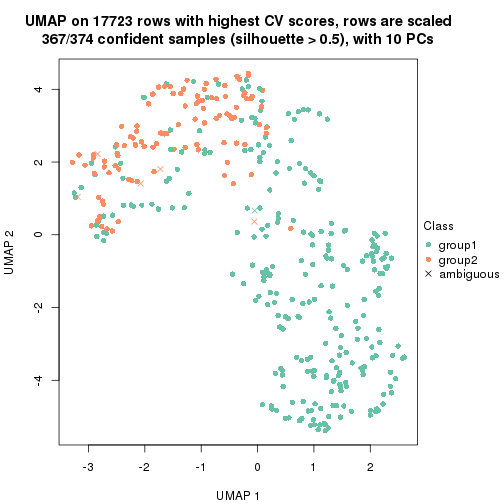 UMAP on 17723 rows with highest CV scores, rows are scaled
367/374 confident samples (silhouette > 0.5), with 10 PCs
4
2
0
-2
-4
UMAP 2
-3 -2 -1 0 1 2
UMAP 1
Class
group1
group2
ambiguous